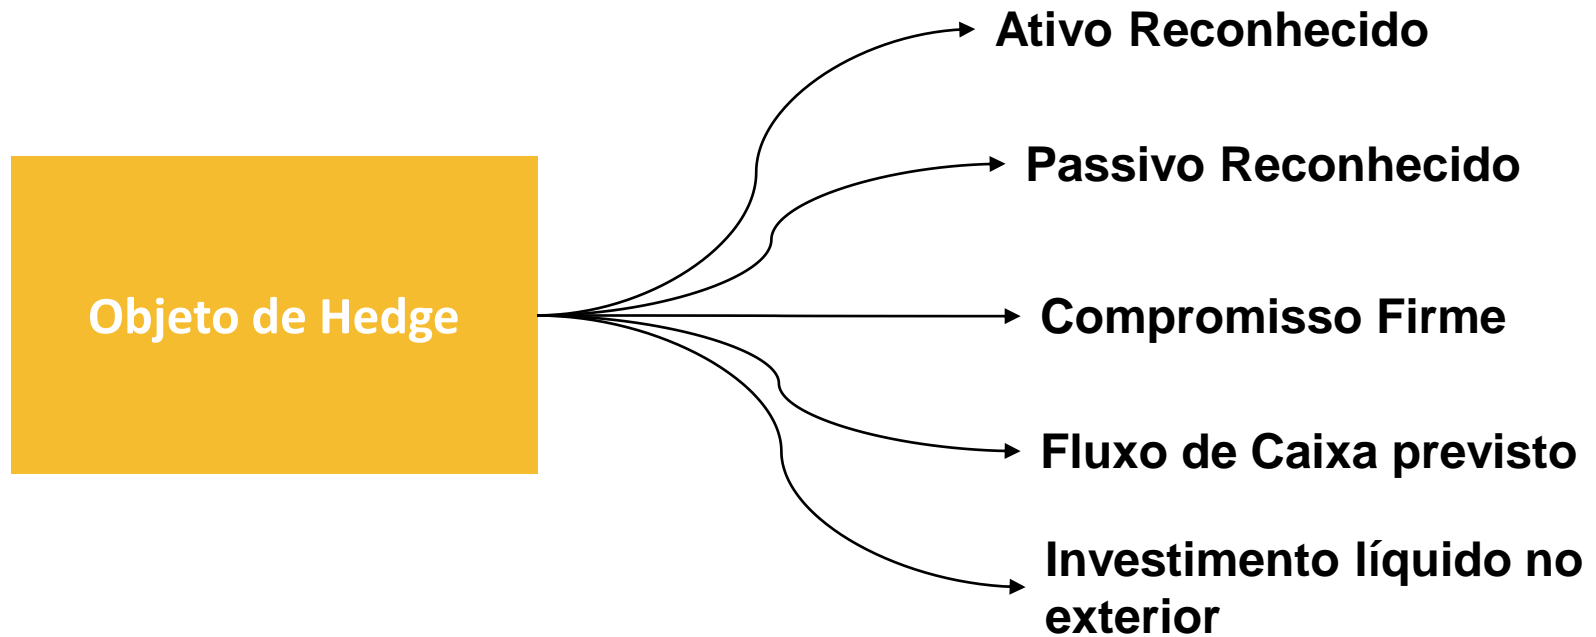 Objeto de Hedge
Ativo Reconhecido
Passivo Reconhecido
Compromisso Firme
Fluxo de Caixa previsto
Investimento líquido no
exterior